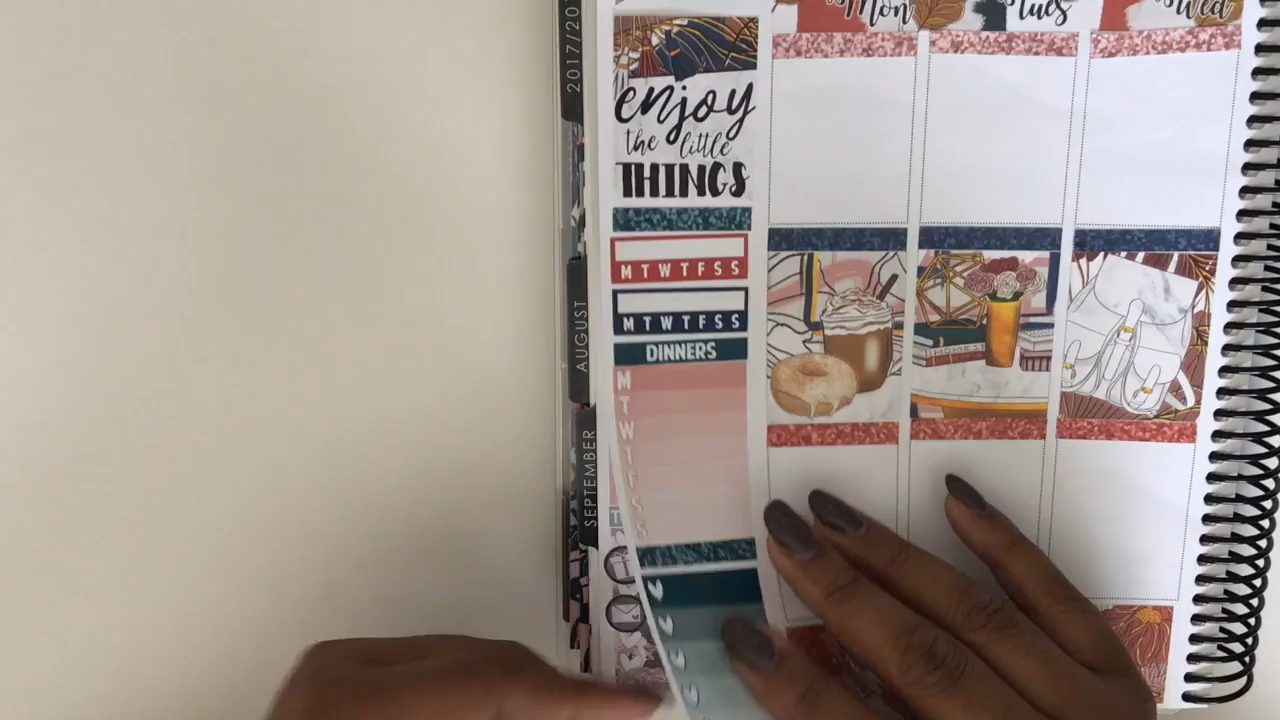 2017/20
Mon
Tues
Wed
enjoy
the little
THINGS
M T W T F S S
M T W T F S S
DINNERS
M
T
W
T
F
S
S
AUGUST
SEPTEMBER